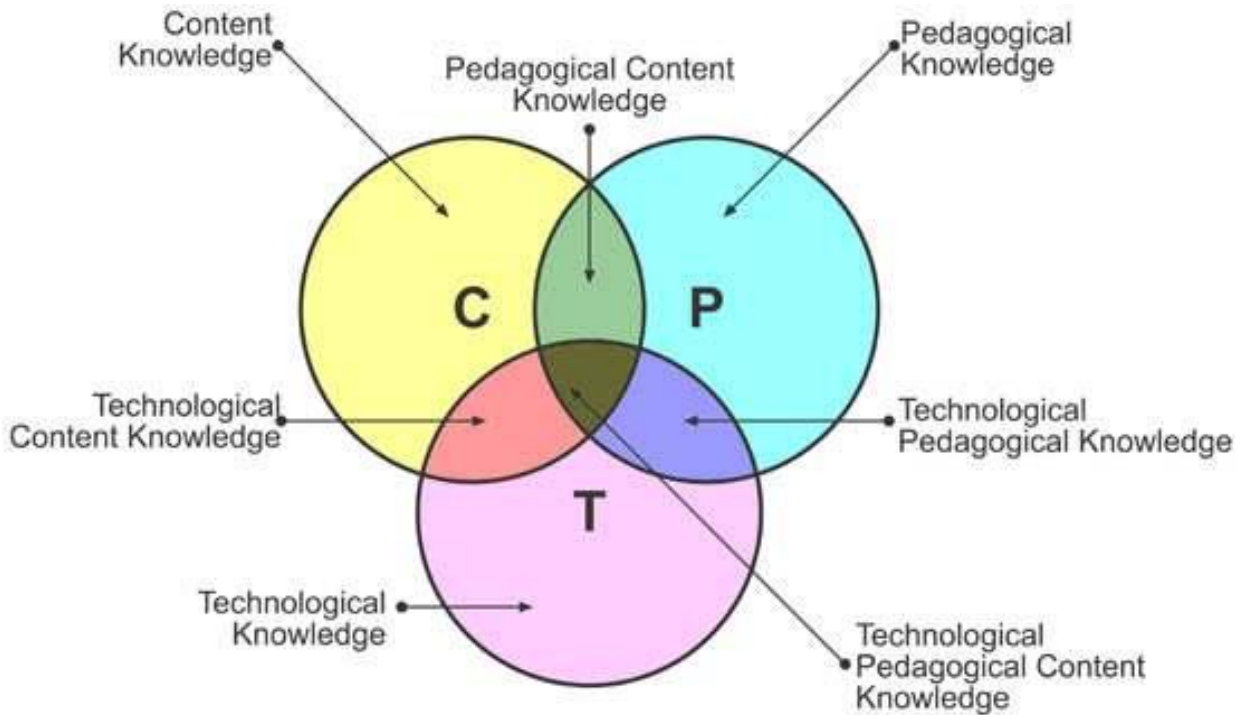 Content
Knowledge
Pedagogical Content
Knowledge
Pedagogical
Knowledge
C
P
Technological
Content Knowledge
Technological
Pedagogical Knowledge
T
Technological
Knowledge
Technological
Pedagogical Content
Knowledge